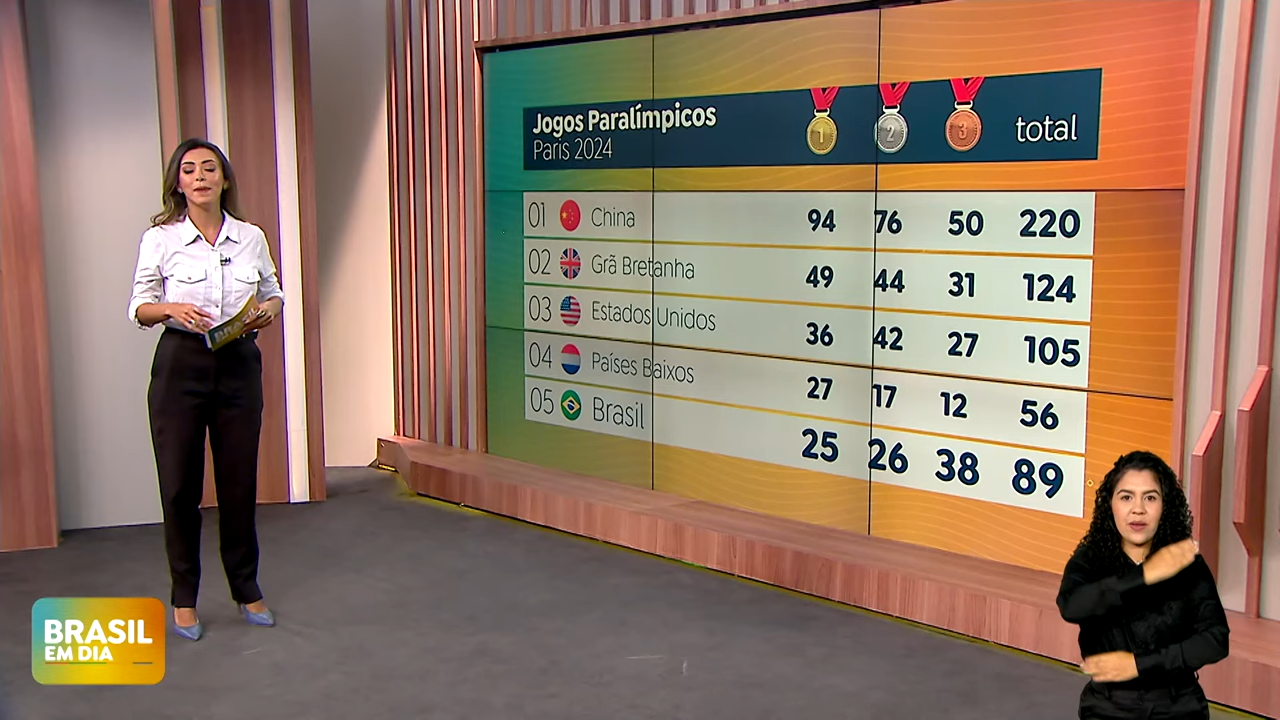 Jogos Paralímpicos
Paris 2024
1 2 3 total
01 China 94 76 50 220
02 Grã Bretanha 49 44 31 124
03 Estados Unidos 36 42 27 105
04 Países Baixos 27 17 12 56
05 Brasil 25 26 38 89
BRASIL
BRASIL
EM DIA